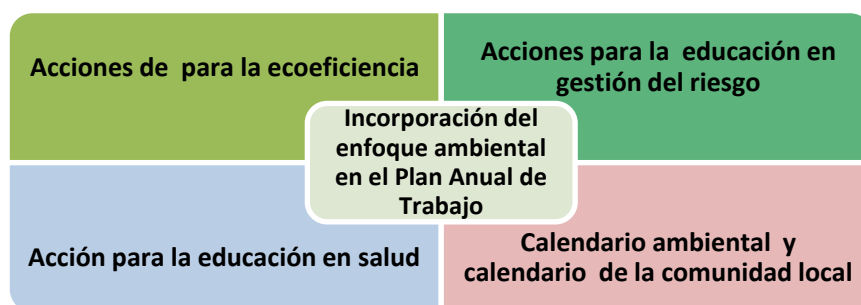 Acciones de  para la ecoeficiencia
Acciones para la  educación en
gestión del riesgo
Incorporación del
enfoque ambiental
en el Plan Anual de
Trabajo
Acción para la educación en salud
Calendario ambiental  y
calendario  de la comunidad local